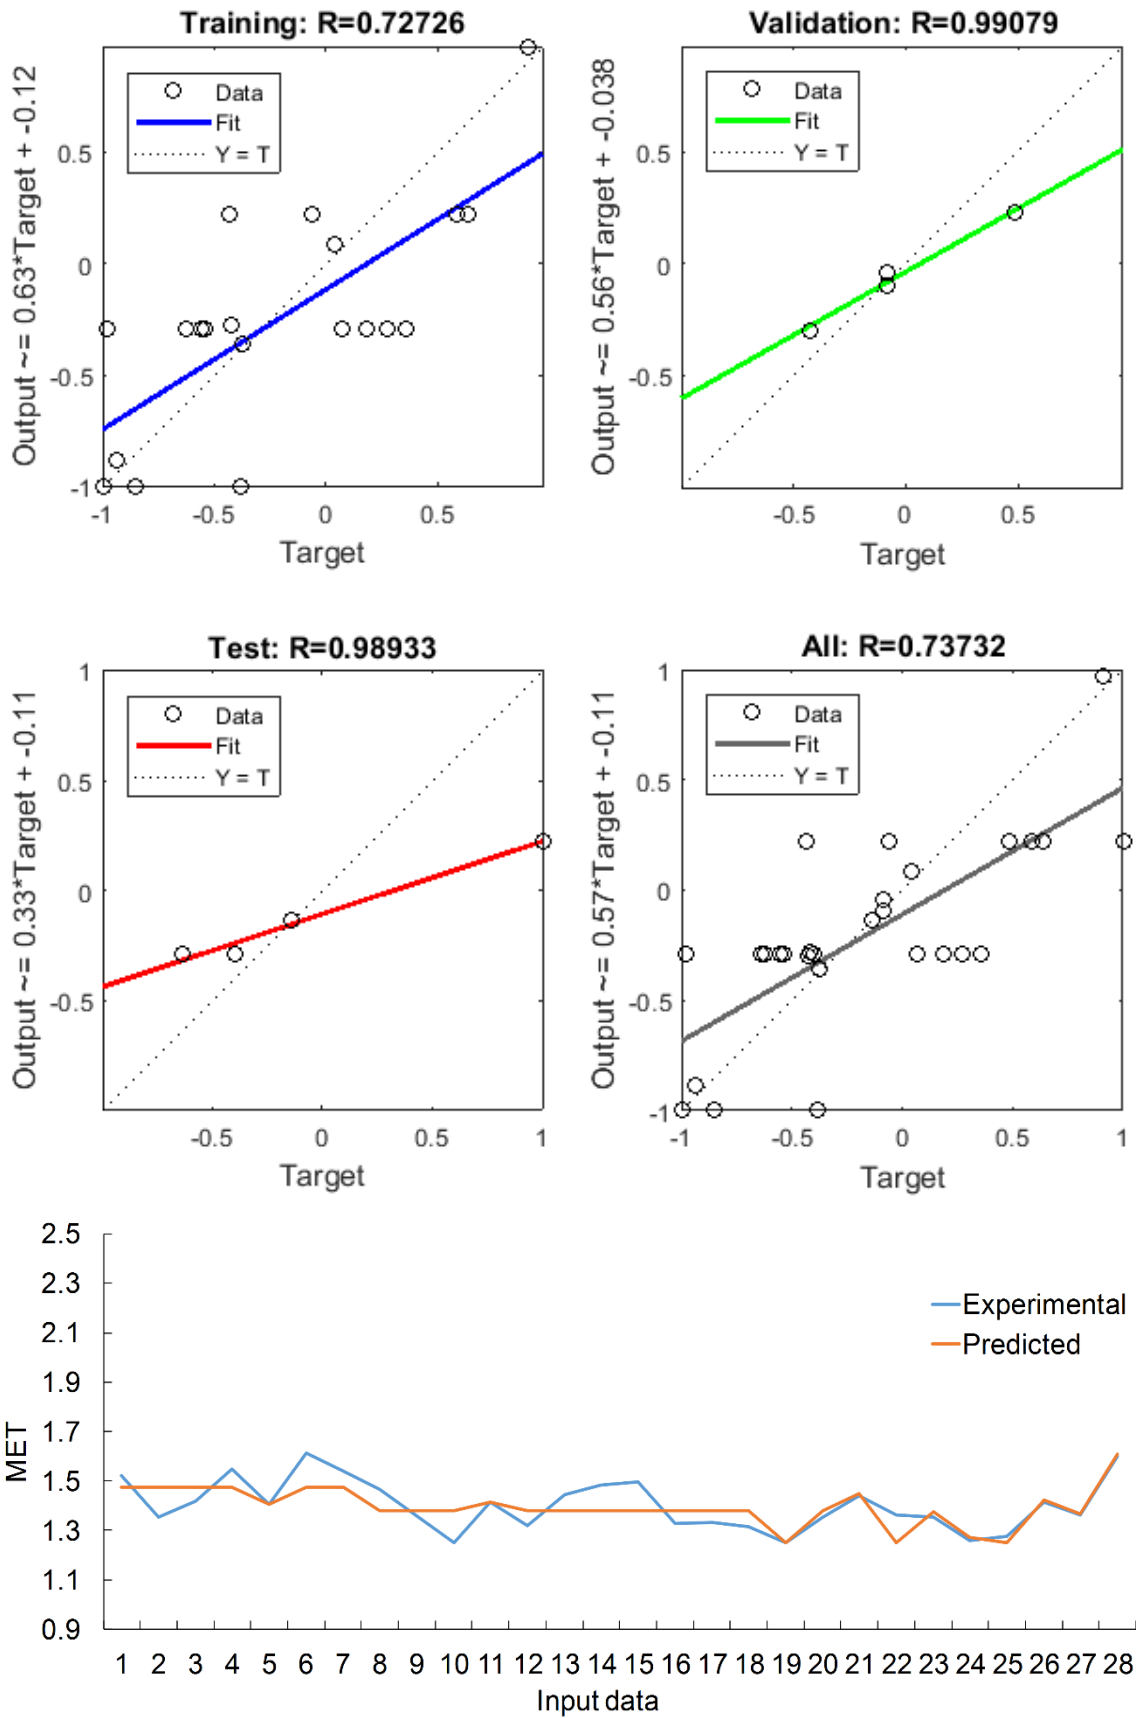 Training: R=0.72726
Output ~= 0.63*Target + -0.12
Data
Fit
Y = T
0.5
0
-0.5
-1
-1 -0.5 0 0.5
Target
Validation: R=0.99079
Output ~= 0.56*Target + -0.038
Data
Fit
Y = T
0.5
0
-0.5
-0.5 0 0.5
Target
Test: R=0.98933
Output ~= 0.33*Target + -0.11
Data
Fit
Y = T
1
0.5
0
-0.5
-0.5 0 0.5 1
Target
All: R=0.73732
Output ~= 0.57*Target + -0.11
Data
Fit
Y = T
1
0.5
0
-0.5
-1
-1 -0.5 0 0.5 1
Target
MET
2.5
2.3
2.1
1.9
1.7
1.5
1.3
1.1
0.9
Experimental
Predicted
1 2 3 4 5 6 7 8 9 10 11 12 13 14 15 16 17 18 19 20 21 22 23 24 25 26 27 28
Input data